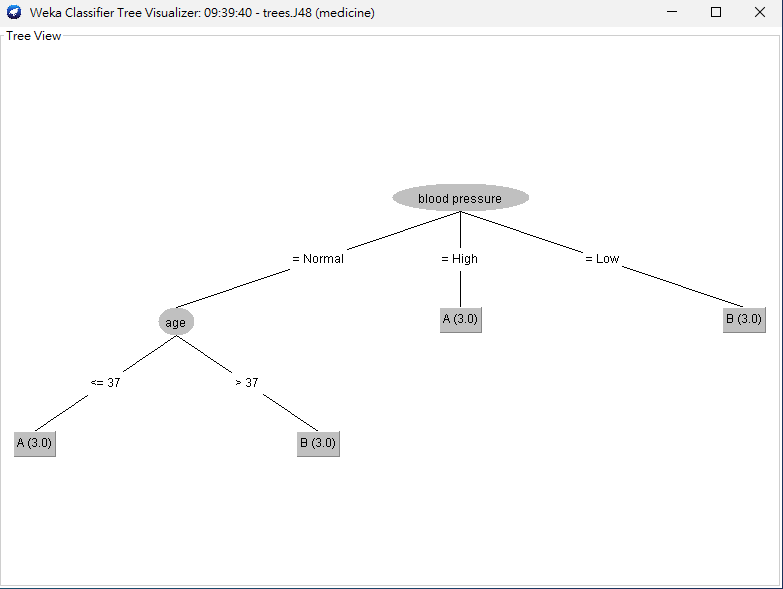 Weka Classifier Tree Visualizer: 09:39:40 - trees.J48 (medicine)
Tree View
blood pressure
= Normal
= High
= Low
age
A (3.0)
B (3.0)
<= 37
> 37
A (3.0)
B (3.0)